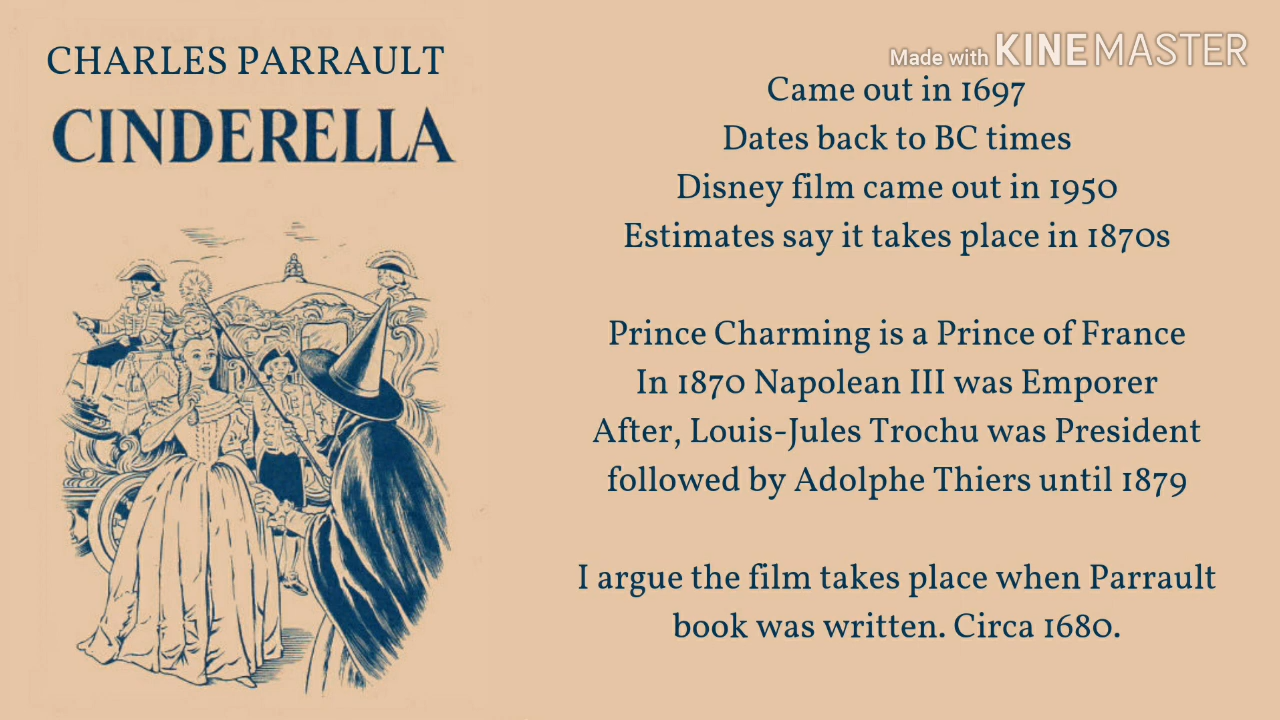 CHARLES PARRAULT
CINDERELLA
Made with KINEMASTER
Came out in 1697
Dates back to BC times
Disney film came out in 1950
Estimates say it takes place in 1870s
Prince Charming is a Prince of France
In 1870 Napolean III was Emporer
After, Louis-Jules Trochu was President
followed by Adolphe Thiers until 1879
I argue the film takes place when Parrault
book was written. Circa 1680.